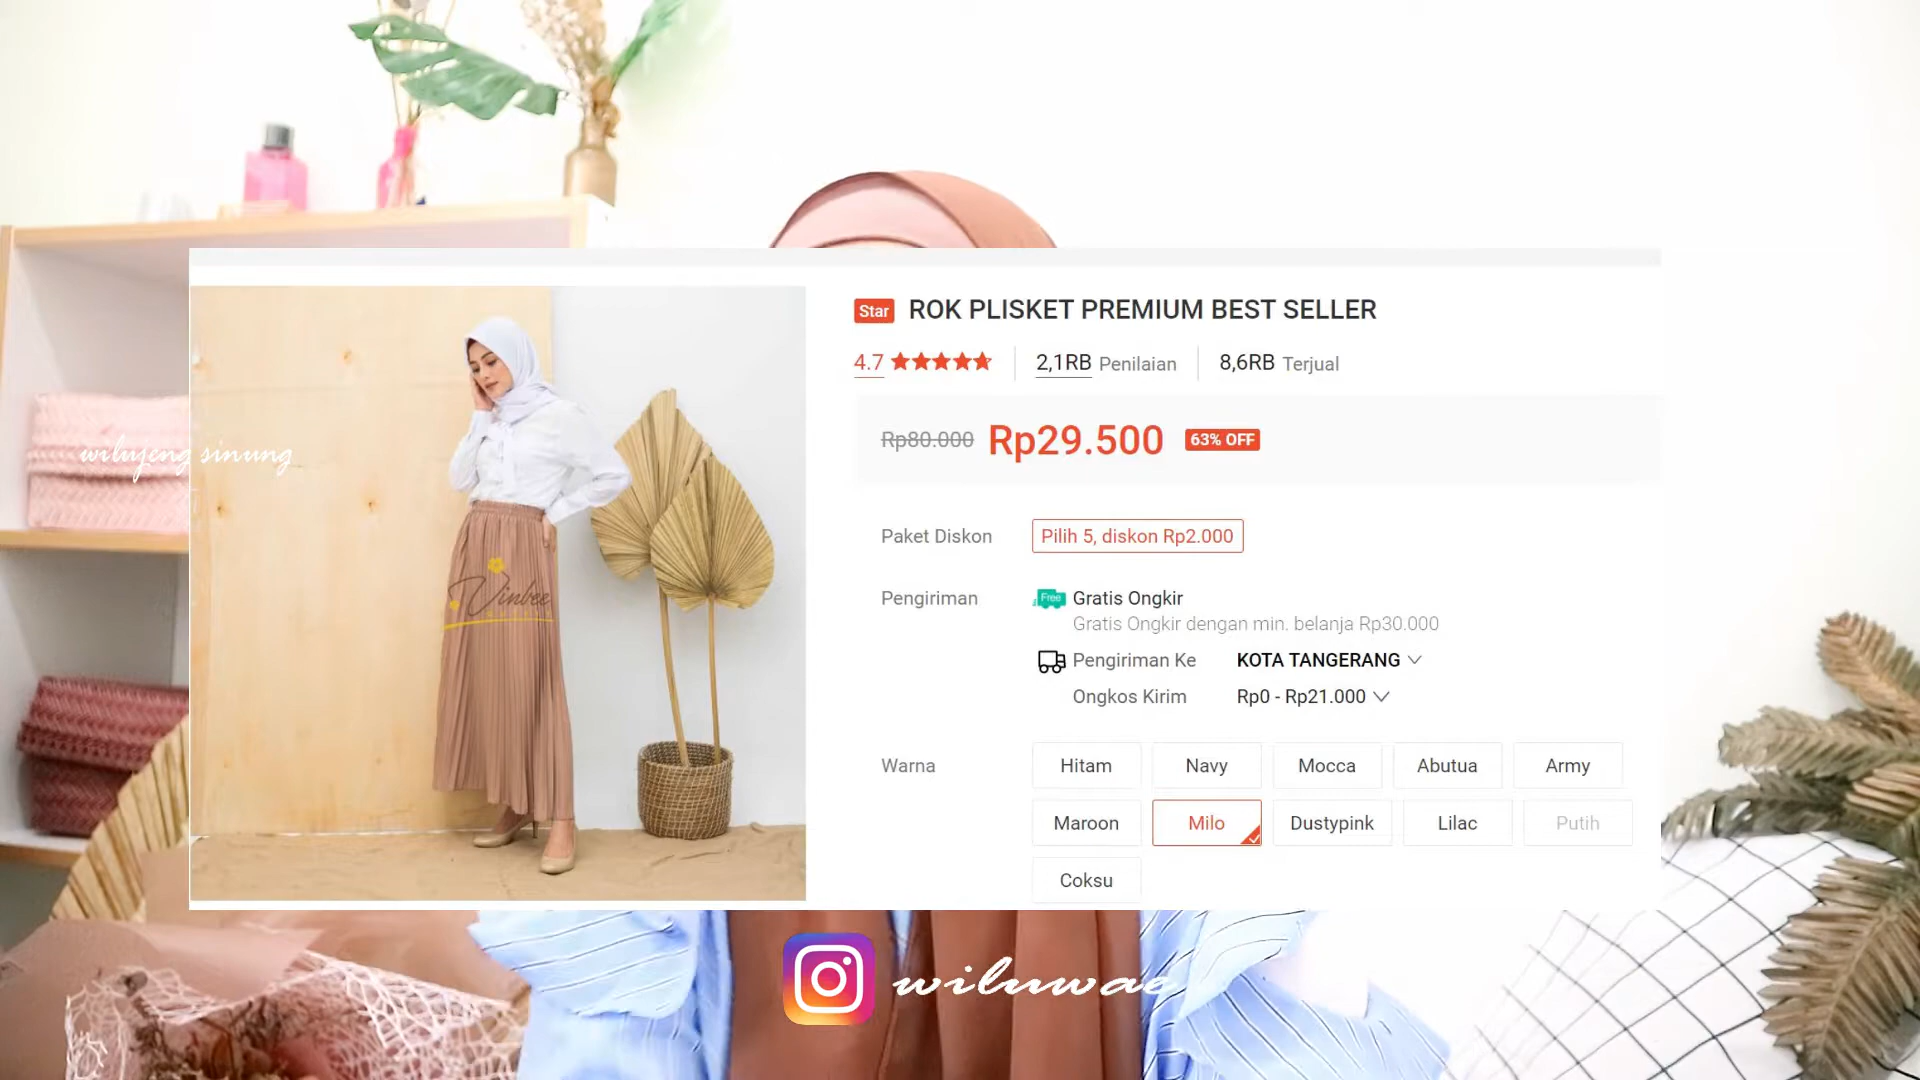 Star ROK PLISKET PREMIUM BEST SELLER
4.7 2,1RB Penilaian 8,6RB Terjual
Rp80.000 Rp29.500 63% OFF
wilujeng sinung
Paket Diskon Pilih 5, diskon Rp2.000
Vinbee
Pengiriman Free Gratis Ongkir
Gratis Ongkir dengan min. belanja Rp30.000
Pengiriman Ke KOTA TANGERANG
Ongkos Kirim Rp0 - Rp21.000
Warna Hitam Navy Mocca Abutua Army
Maroon Milo Dustypink Lilac Putih
Coksu
wiluwae